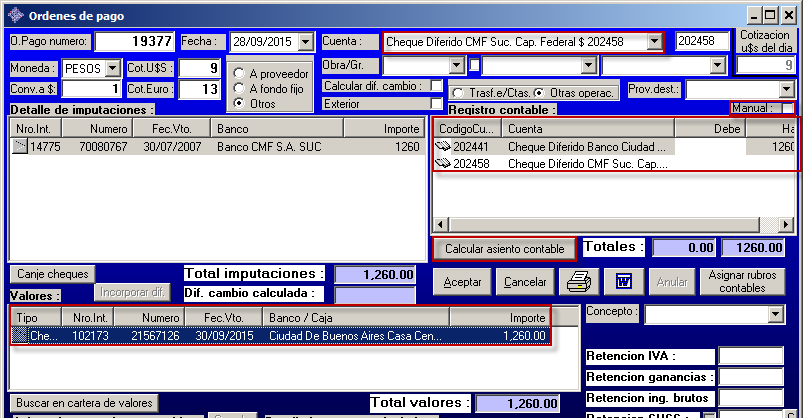 Ordenes de pago
O.Pago numero: 19377 Fecha : 28/09/2015 Cuenta : Cheque Diferido CMF Suc. Cap. Federal $ 202458 202458 Cotizacion u$s del dia
Moneda : PESOS Cot.U$S : 9 A proveedor Obra/Gr. 9
Conv.a $: 1 Cot.Euro : 13 A fondo fijo Calcular dif. cambio : Trasf.e/Ctas. Otras operac. Prov.dest.:
Otros Exterior Manual :
Detalle de imputaciones : Registro contable :
Nro.Int. Numero Fec.Vto. Banco Importe CodigoCu... Cuenta Debe Ha
14775 70080767 30/07/2007 Banco CMF S.A. SUC 1260 202441 Cheque Diferido Banco Ciudad ... 1260
202458 Cheque Diferido CMF Suc. Cap....
Calcular asiento contable Totales : 0.00 1260.00
Canje cheques Total imputaciones : 1,260.00 Aceptar Cancelar Anular Asignar rubros contables
Valores : Incorporar dif. Dif. cambio calculada :
Tipo Nro.Int. Numero Fec.Vto. Banco / Caja Importe Concepto :
Che... 102173 21567126 30/09/2015 Ciudad De Buenos Aires Casa Cen... 1,260.00
Retencion IVA :
Retencion ganancias :
Buscar en cartera de valores Total valores : 1,260.00 Retencion ing. brutos